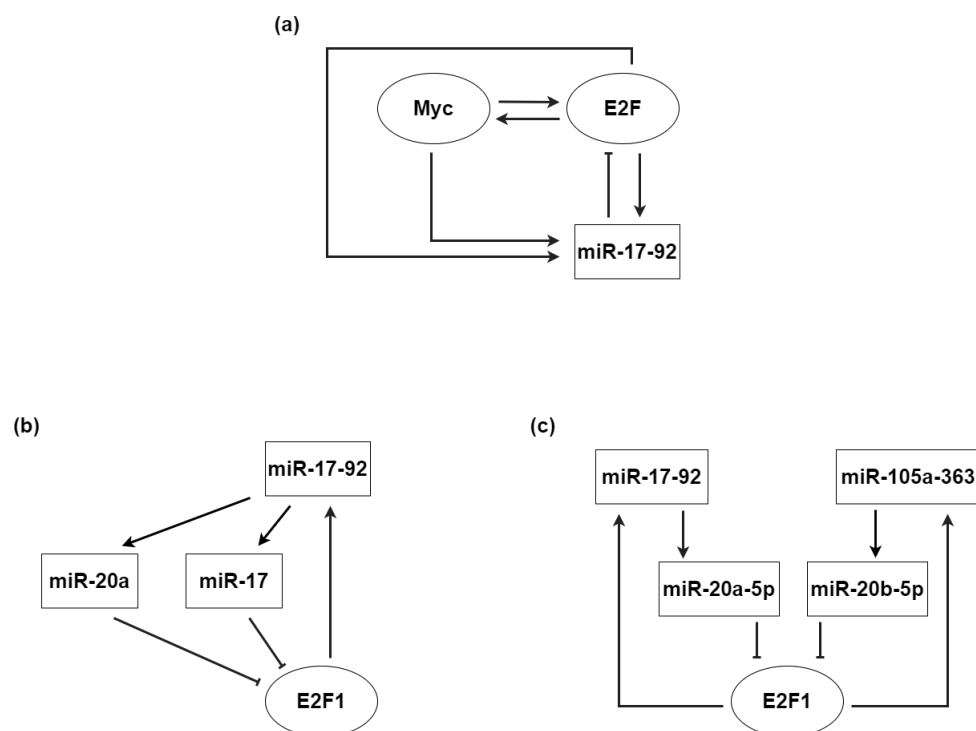 (a)
Myc
E2F
miR-17-92
(b)
miR-17-92
miR-20a
miR-17
E2F1
(c)
miR-17-92
miR-105a-363
miR-20a-5p
miR-20b-5p
E2F1